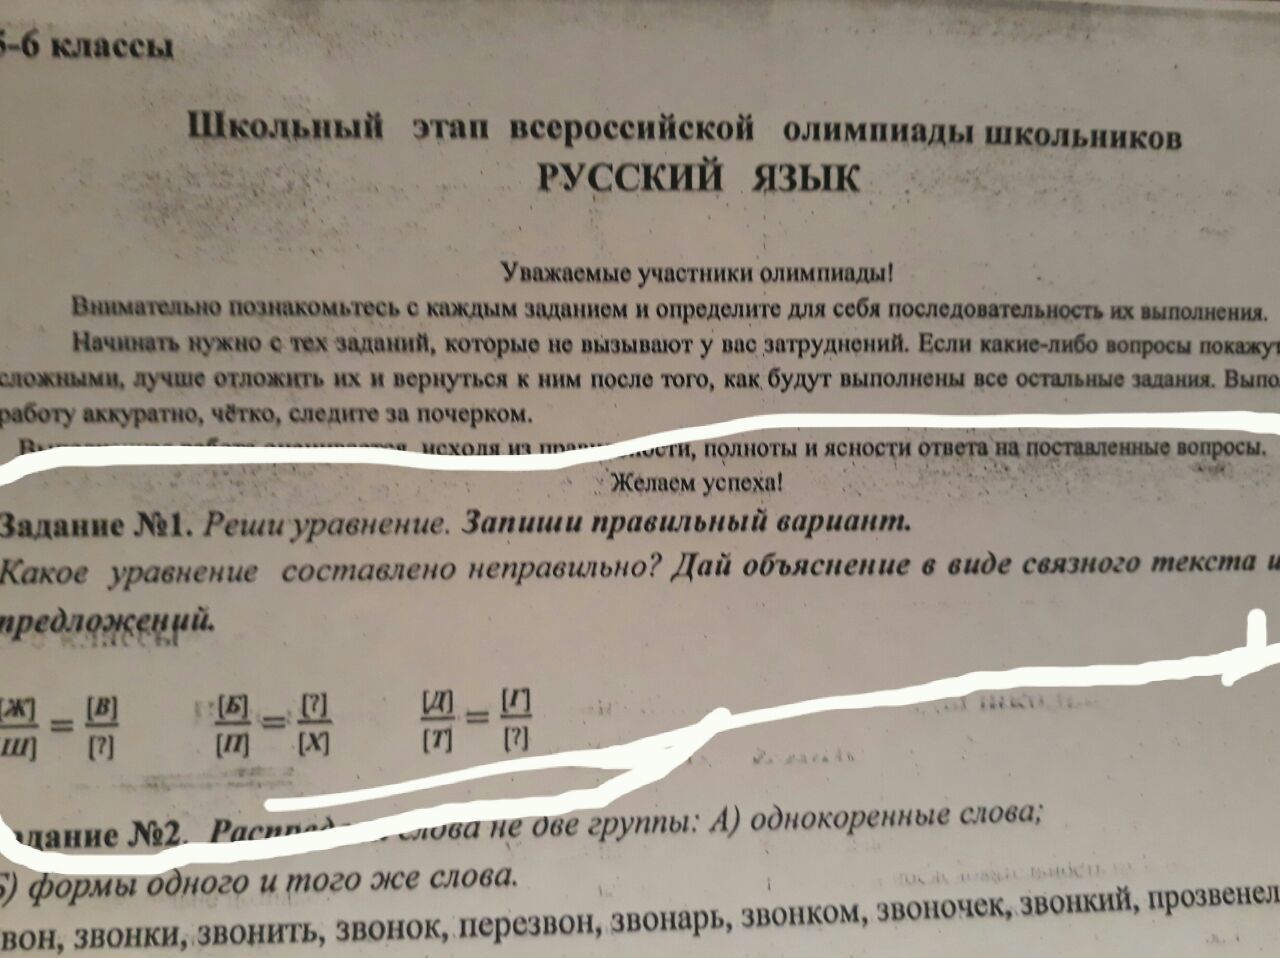 5-6 классы
Школьный этап всероссийской олимпиады школьников
РУССКИЙ ЯЗЫК
Уважаемые участники олимпиады!
Внимательно познакомьтесь с каждым заданием и определите для себя последовательность их выполнения.
Начинать нужно с тех заданий, которые не вызывают у вас затруднений. Если какие-либо вопросы покажут
сложными, лучше отложить их и вернуться к ним после того, как будут выполнены все остальные задания. Выпо
работу аккуратно, чётко, следите за почерком.
исходя из правильности, полноты и ясности ответа на поставленные вопросы.
Желаем успеха!
Задание №1. Реши уравнение. Запиши правильный вариант.
Какое уравнение составлено неправильно? Дай объяснение в виде связного текста и
предложений.
[Ж] = [В] [Б] = [?] [Д] = [Г]
[Ш] [?] [П] [Х] [Т] [?]
адание №2. слова не две группы: А) однокоренные слова;
Б) формы одного и того же слова.
вон, звонки, звонить, звонок, перезвон, звонарь, звонком, звоночек, звонкий, прозвенел